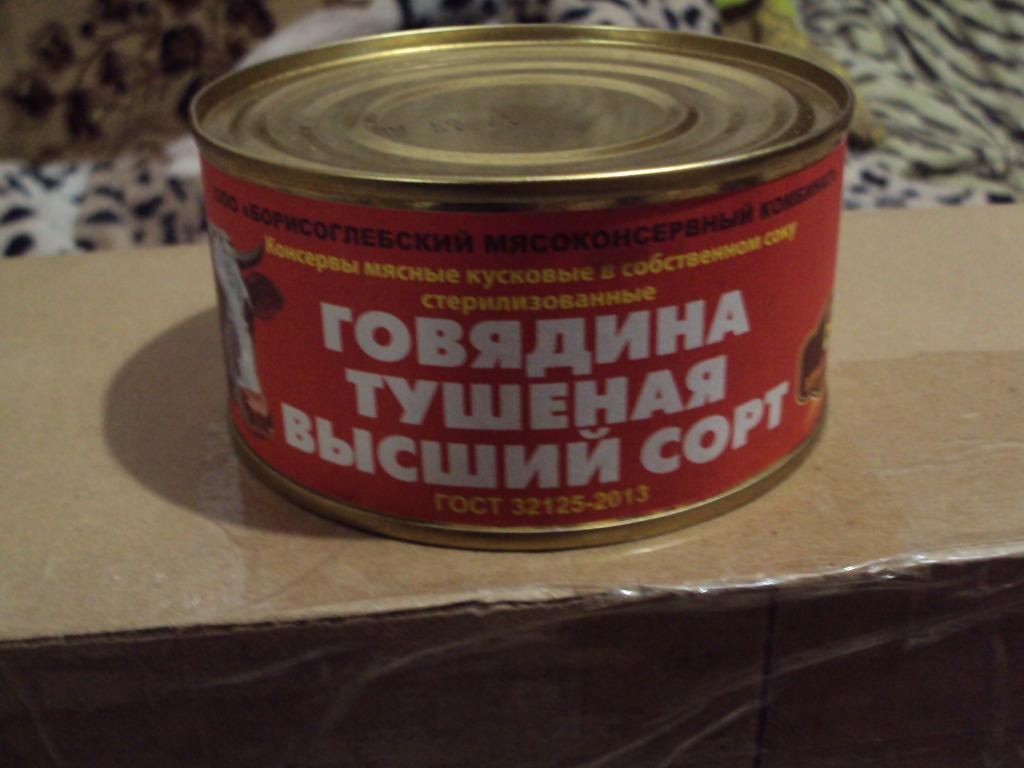 ООО «БОРИСОГЛЕБСКИЙ МЯСОКОНСЕРВНЫЙ КОМБИНАТ»
Консервы мясные кусковые в собственном соку
стерилизованные
ГОВЯДИНА
ТУШЕНАЯ
ВЫСШИЙ СОРТ
ГОСТ 32125-2013